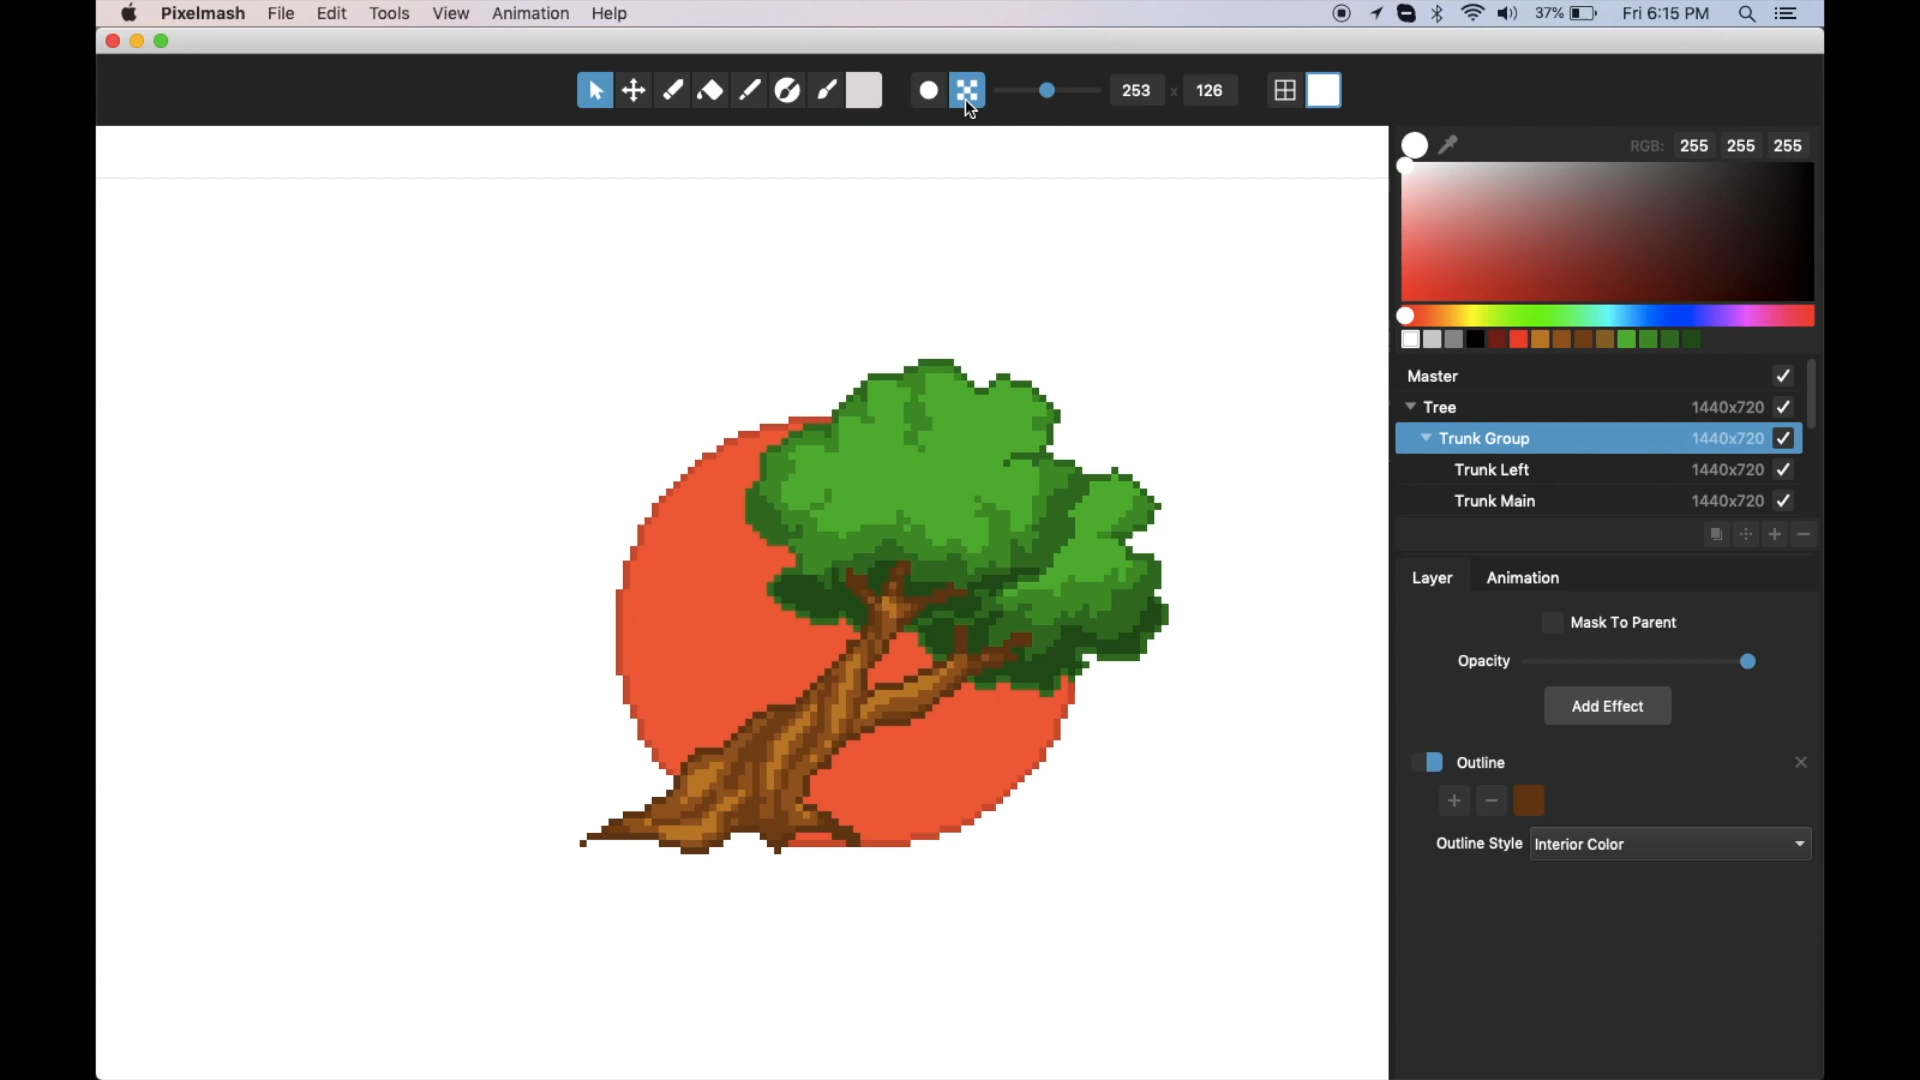 Pixelmash File Edit Tools View Animation Help 37% Fri 6:15 PM
253 x 126
RGB: 255 255 255
Master
Tree 1440x720
Trunk Group 1440x720
Trunk Left 1440x720
Trunk Main 1440x720
Layer Animation
Mask To Parent
Opacity
Add Effect
Outline
Outline Style Interior Color